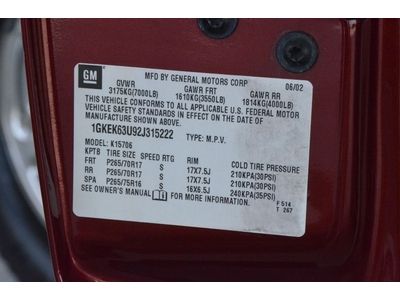 GM
MFD BY GENERAL MOTORS CORP
06/02
GVWR GAWR FRT GAWR RR
3175KG(7000LB) 1610KG(3550LB) 1814KG(4000LB)
THIS VEHICLE CONFORMS TO ALL APPLICABLE U.S. FEDERAL MOTOR
VEHICLE SAFETY STANDARDS IN EFFECT ON THE DATE OF
MANUFACTURE SHOWN ABOVE.
1GKEK63U92J315222 TYPE: M.P.V.
MODEL: K15706
KPTB TIRE SIZE SPEED RTG RIM COLD TIRE PRESSURE
FRT P265/70R17 S 17X7.5J 210KPA(30PSI)
RR P265/70R17 S 17X7.5J 210KPA(30PSI)
SPA P265/75R16 S 16X6.5J 240KPA(35PSI)
SEE OWNER'S MANUAL FOR MORE INFORMATION.
F 514
T 267